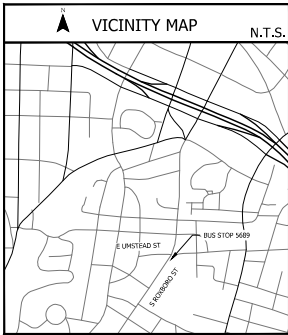 N
VICINITY MAP
N.T.S.
BUS STOP 5689
E UMSTEAD ST
S ROXBORO ST